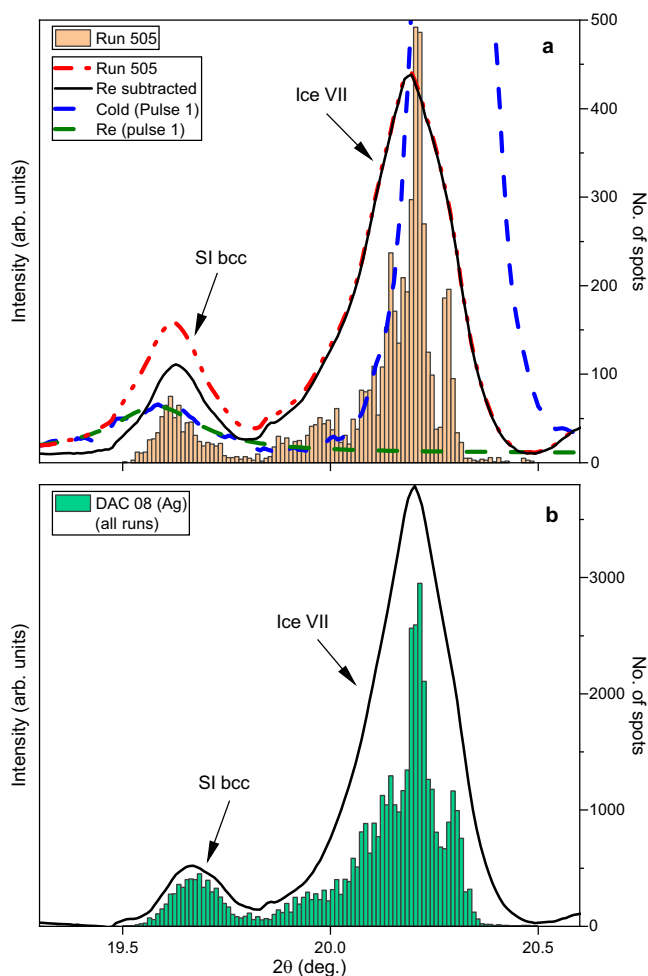 Run 505
a
Run 505
Re subtracted
Cold (Pulse 1)
Re (pulse 1)
Ice VII
SI bcc
Intensity (arb. units)
No. of spots
500
400
300
200
100
0
DAC 08 (Ag)
(all runs)
b
Ice VII
SI bcc
Intensity (arb. units)
No. of spots
3000
2000
1000
0
19.5 20.0 20.5
2θ (deg.)